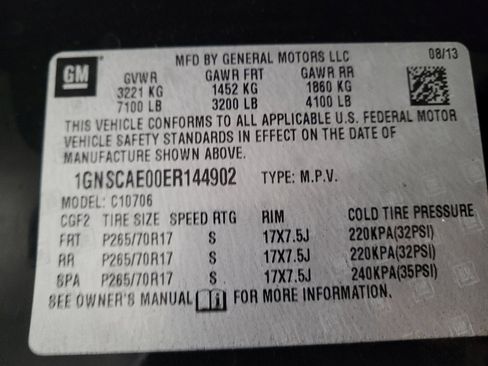 GM
MFD BY GENERAL MOTORS LLC 08/13
GVWR GAWR FRT GAWR RR
3221 KG 1452 KG 1860 KG
7100 LB 3200 LB 4100 LB
THIS VEHICLE CONFORMS TO ALL APPLICABLE U.S. FEDERAL MOTOR
VEHICLE SAFETY STANDARDS IN EFFECT ON THE DATE OF
MANUFACTURE SHOWN ABOVE.
1GNSCAE00ER144902 TYPE: M.P.V.
MODEL: C10706
CGF2 TIRE SIZE SPEED RTG RIM COLD TIRE PRESSURE
FRT P265/70R17 S 17X7.5J 220KPA(32PSI)
RR P265/70R17 S 17X7.5J 220KPA(32PSI)
SPA P265/70R17 S 17X7.5J 240KPA(35PSI)
SEE OWNER'S MANUAL FOR MORE INFORMATION.